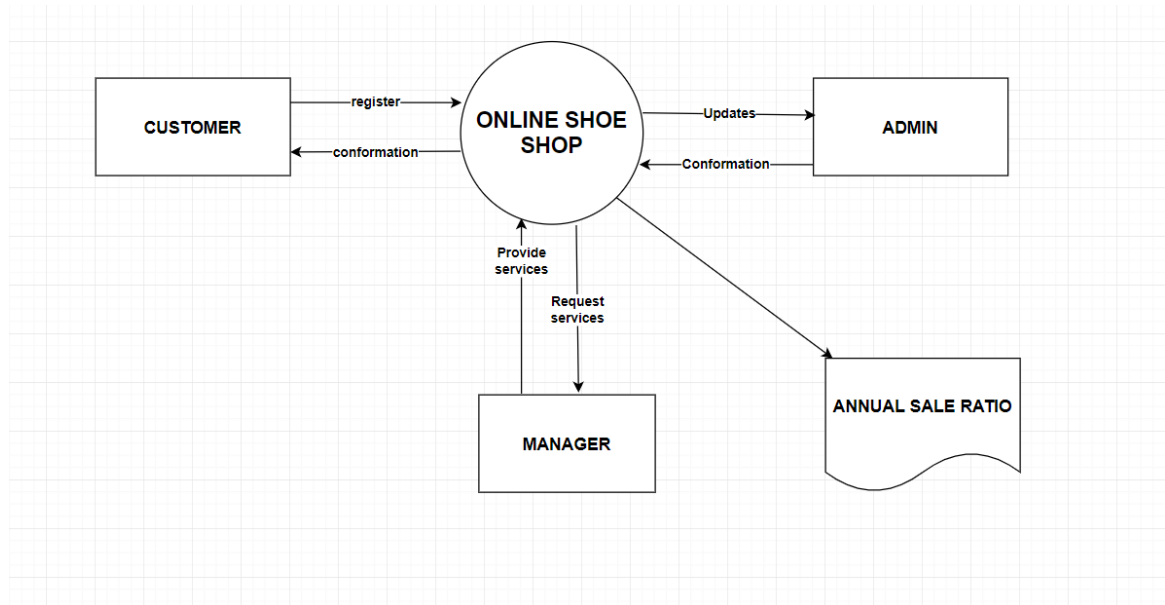 CUSTOMER
register
conformation
ONLINE SHOE
SHOP
Updates
Conformation
ADMIN
Provide
services
Request
services
MANAGER
ANNUAL SALE RATIO